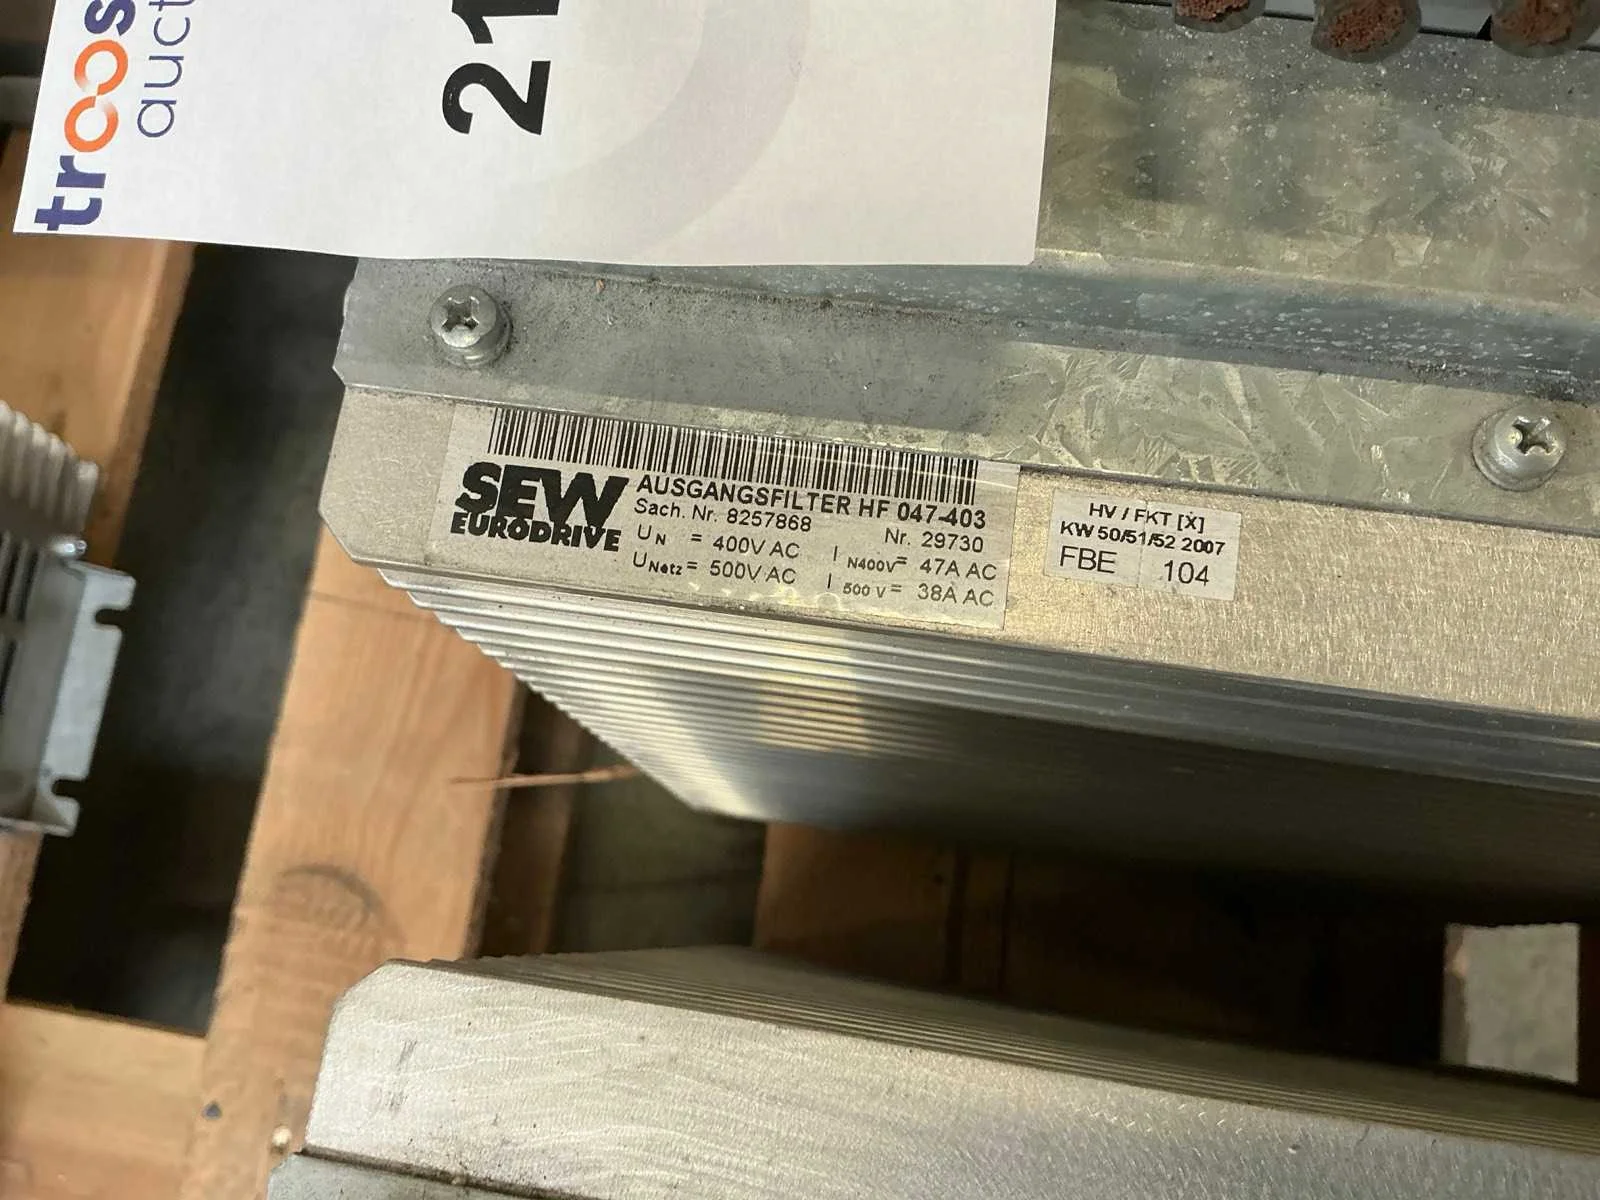 troos
auct
21
SEW
EURODRIVE
AUSGANGSFILTER HF 047-403
Sach. Nr. 8257868
Nr. 29730
UN = 400V AC
I N400V= 47A AC
UNetz = 500V AC
I 500 V = 38A AC
HV / FKT [X]
KW 50/51/52 2007
FBE 104